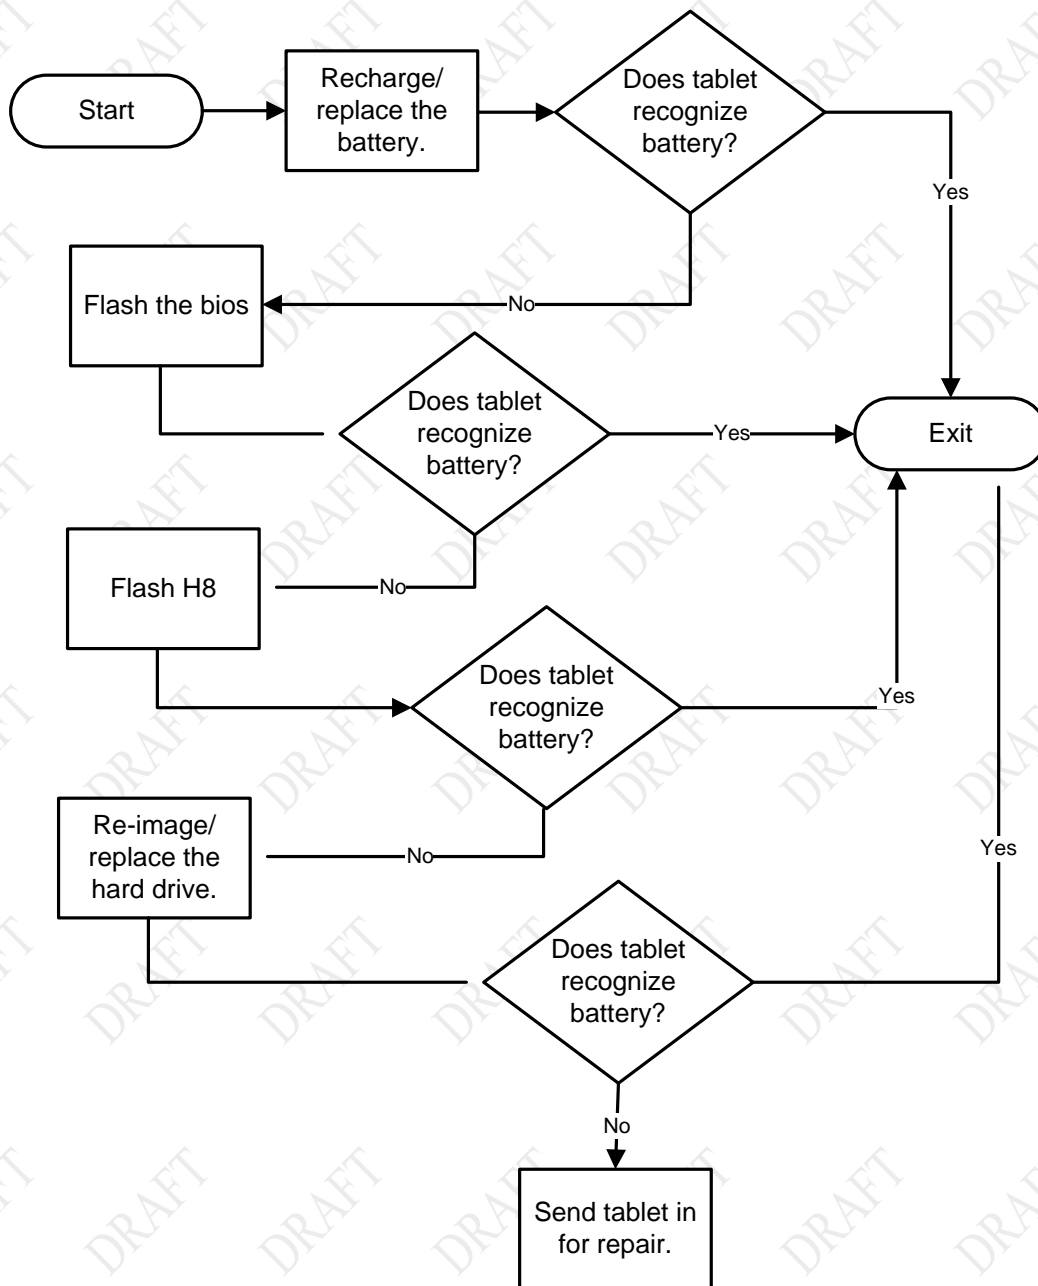 Start
Recharge/
replace the
battery.
Does tablet
recognize
battery?
Yes
No
Flash the bios
Does tablet
recognize
battery?
Yes
Exit
No
Flash H8
Does tablet
recognize
battery?
Yes
No
Re-image/
replace the
hard drive.
Yes
Does tablet
recognize
battery?
No
Send tablet in
for repair.
DRAFT